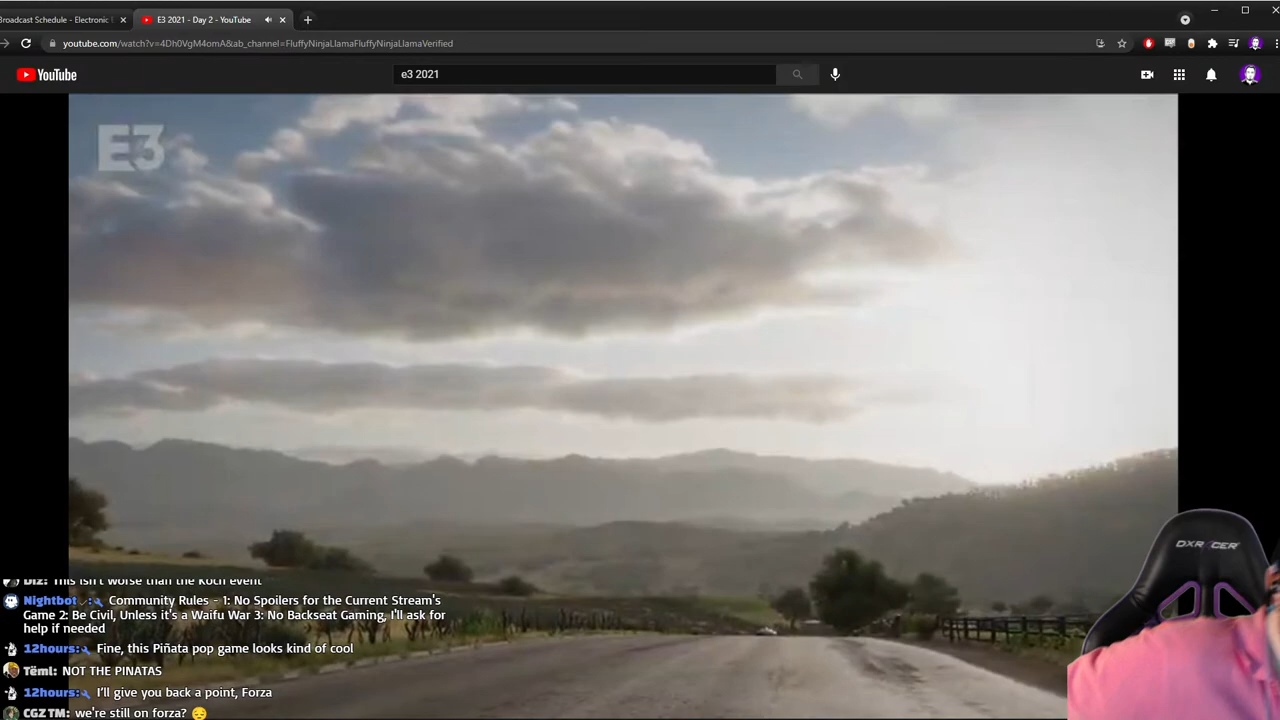 Broadcast Schedule - Electronic E
E3 2021 - Day 2 - YouTube
youtube.com/watch?v=4Dh0VgM4omA&ab_channel=FluffyNinjaLlamaFluffyNinjaLlamaVerified
YouTube
e3 2021
E3
DXRACER
Diz: This isn't worse than the Koch event
Nightbot: Community Rules - 1: No Spoilers for the Current Stream's
Game 2: Be Civil, Unless it's a Waifu War 3: No Backseat Gaming, I'll ask for
help if needed
12hours: Fine, this Piñata pop game looks kind of cool
Tëml: NOT THE PINATAS
12hours: I'll give you back a point, Forza
CGZTM: we're still on forza? 😔